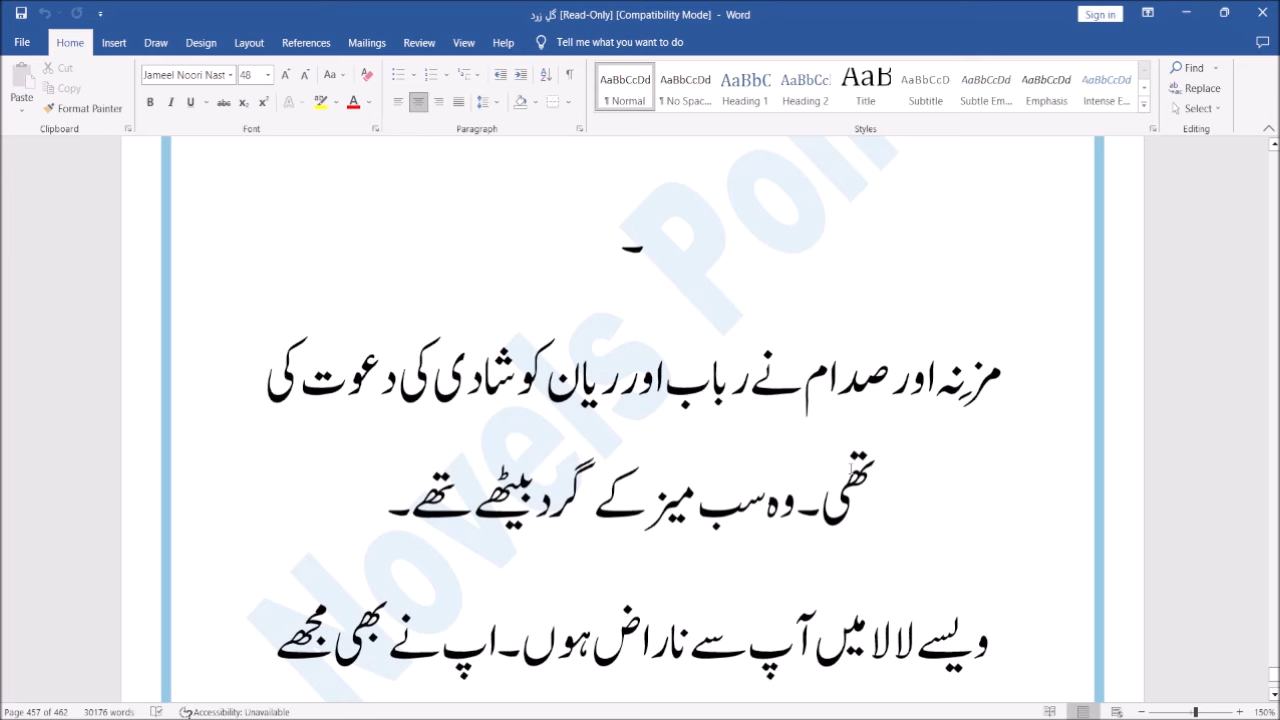 گلِ زرد [Read-Only] [Compatibility Mode] - Word
Sign in
File Home Insert Draw Design Layout References Mailings Review View Help Tell me what you want to do
Paste
Cut
Copy
Format Painter
Clipboard
Jameel Noori Nast 48
Font
Paragraph
AaBbCcDd AaBbCcDd AaBbC AaBbCc AaB AaBbCcD AaBbCcDd AaBbCcDd AaBbCcDd
¶ Normal ¶ No Spac... Heading 1 Heading 2 Title Subtitle Subtle Em... Emphasis Intense E...
Styles
Find
Replace
Select
Editing
Novels Poin
۔
مزِنہ اور صدام نے رباب اور ریان کو شادی کی دعوت کی
تھی۔ وہ سب میز کے گرد بیٹھے تھے۔
ویسے لالا میں آپ سے ناراض ہوں۔ اپ نے بھی مجھے
Page 457 of 462 30176 words Accessibility: Unavailable 150%